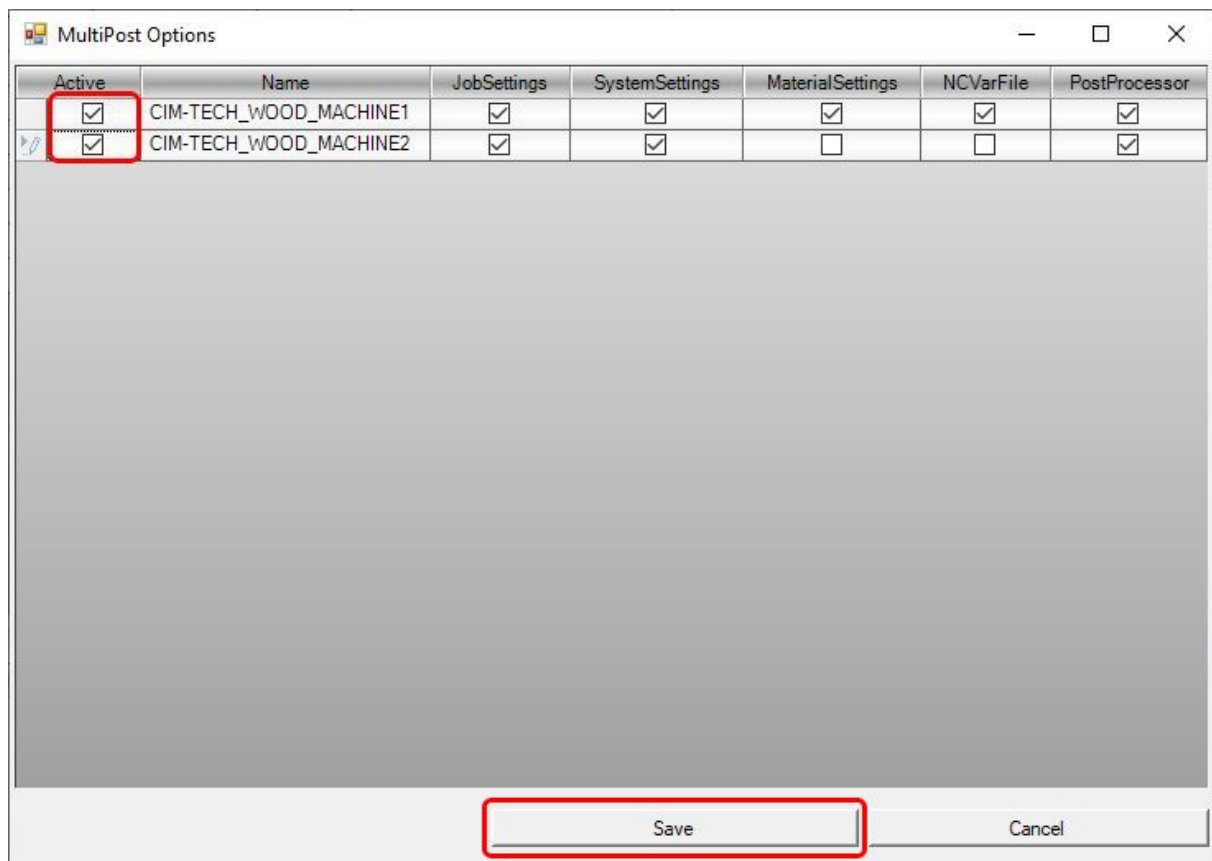 MultiPost Options
Active Name JobSettings SystemSettings MaterialSettings NCVarFile PostProcessor
CIM-TECH_WOOD_MACHINE1
CIM-TECH_WOOD_MACHINE2
Save Cancel